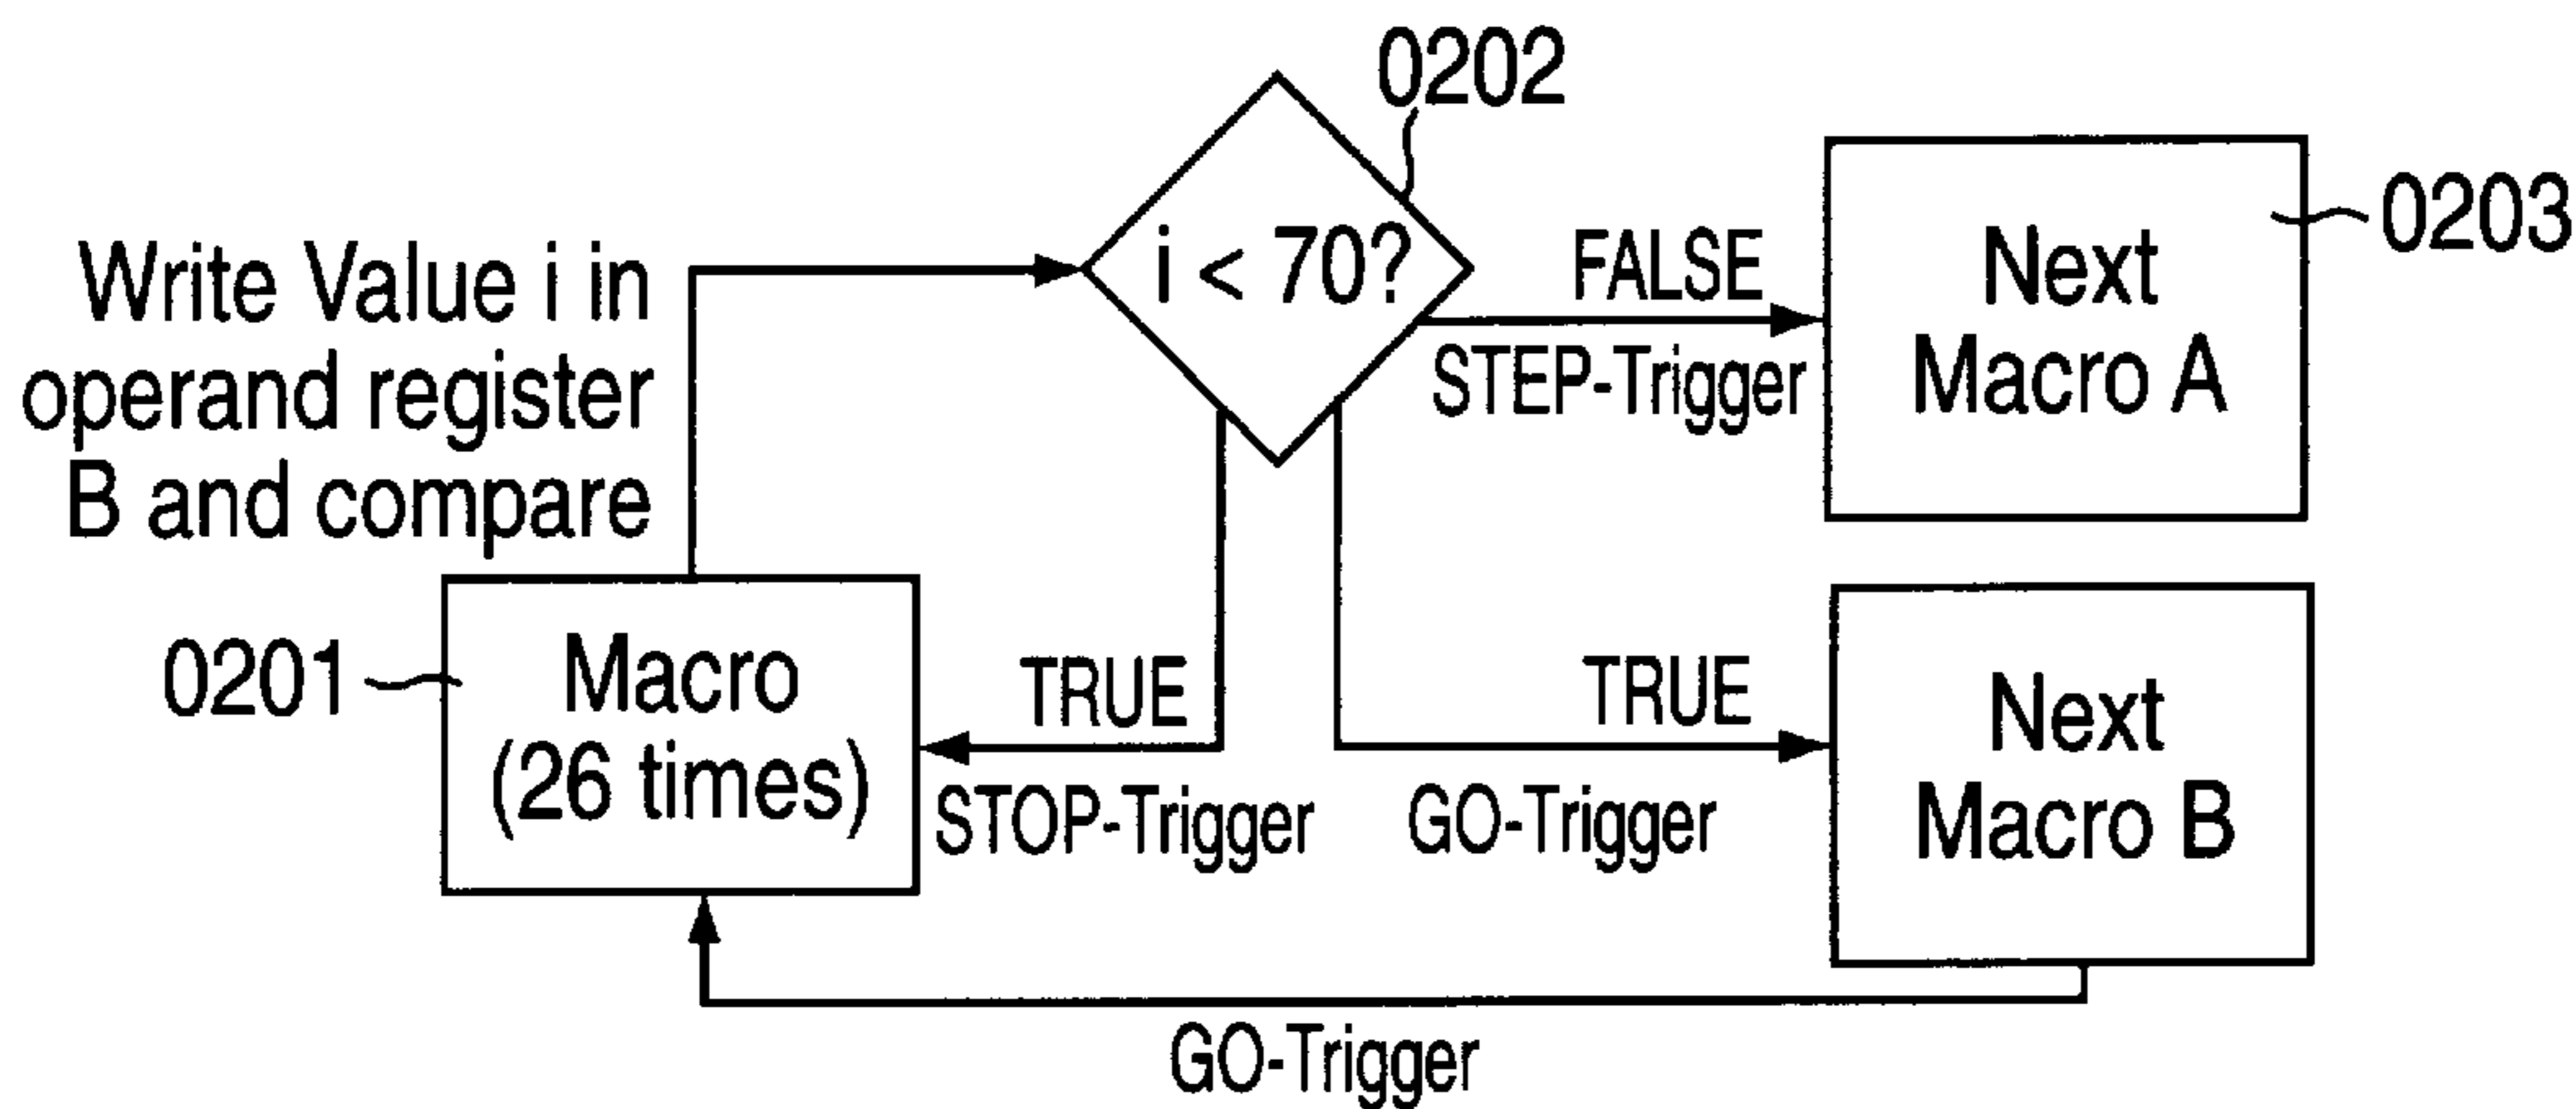 0202
Write Value i in
operand register
B and compare
i < 70?
FALSE
STEP-Trigger
Next
Macro A
0203
0201
Macro
(26 times)
TRUE
STOP-Trigger
TRUE
GO-Trigger
Next
Macro B
GO-Trigger